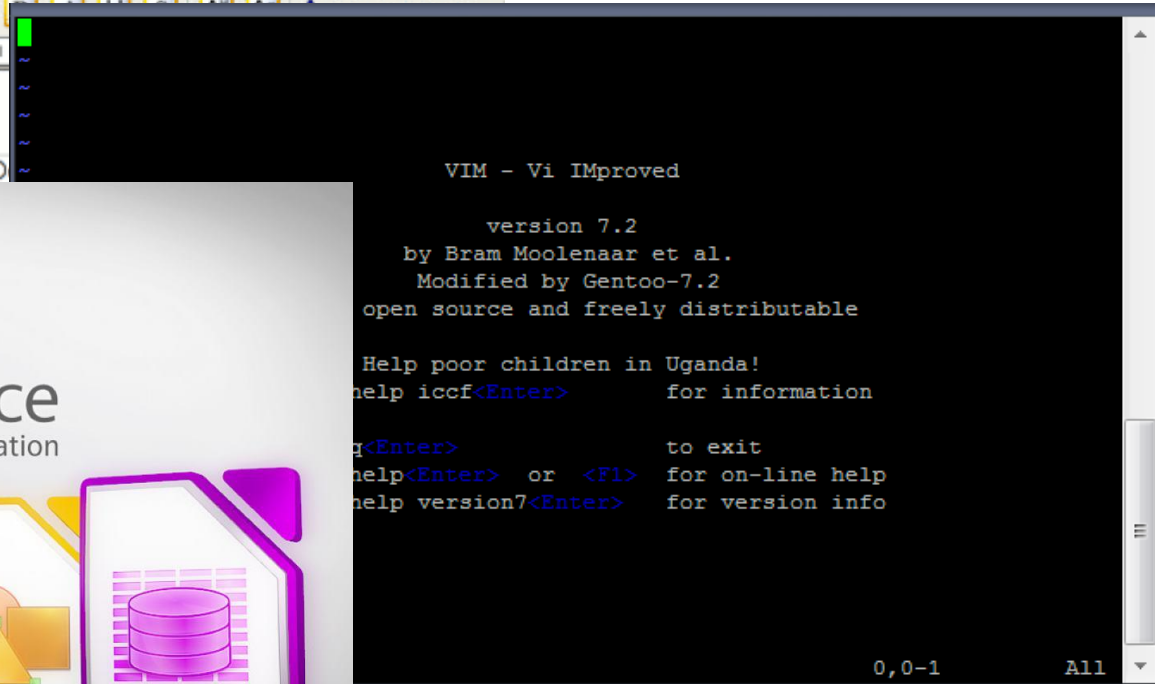 ~
~
~
~
~
VIM - Vi IMproved
version 7.2
by Bram Moolenaar et al.
Modified by Gentoo-7.2
open source and freely distributable
Help poor children in Uganda!
help iccf<Enter> for information
q<Enter> to exit
help<Enter> or <F1> for on-line help
help version7<Enter> for version info
0,0-1 All
ce
ation